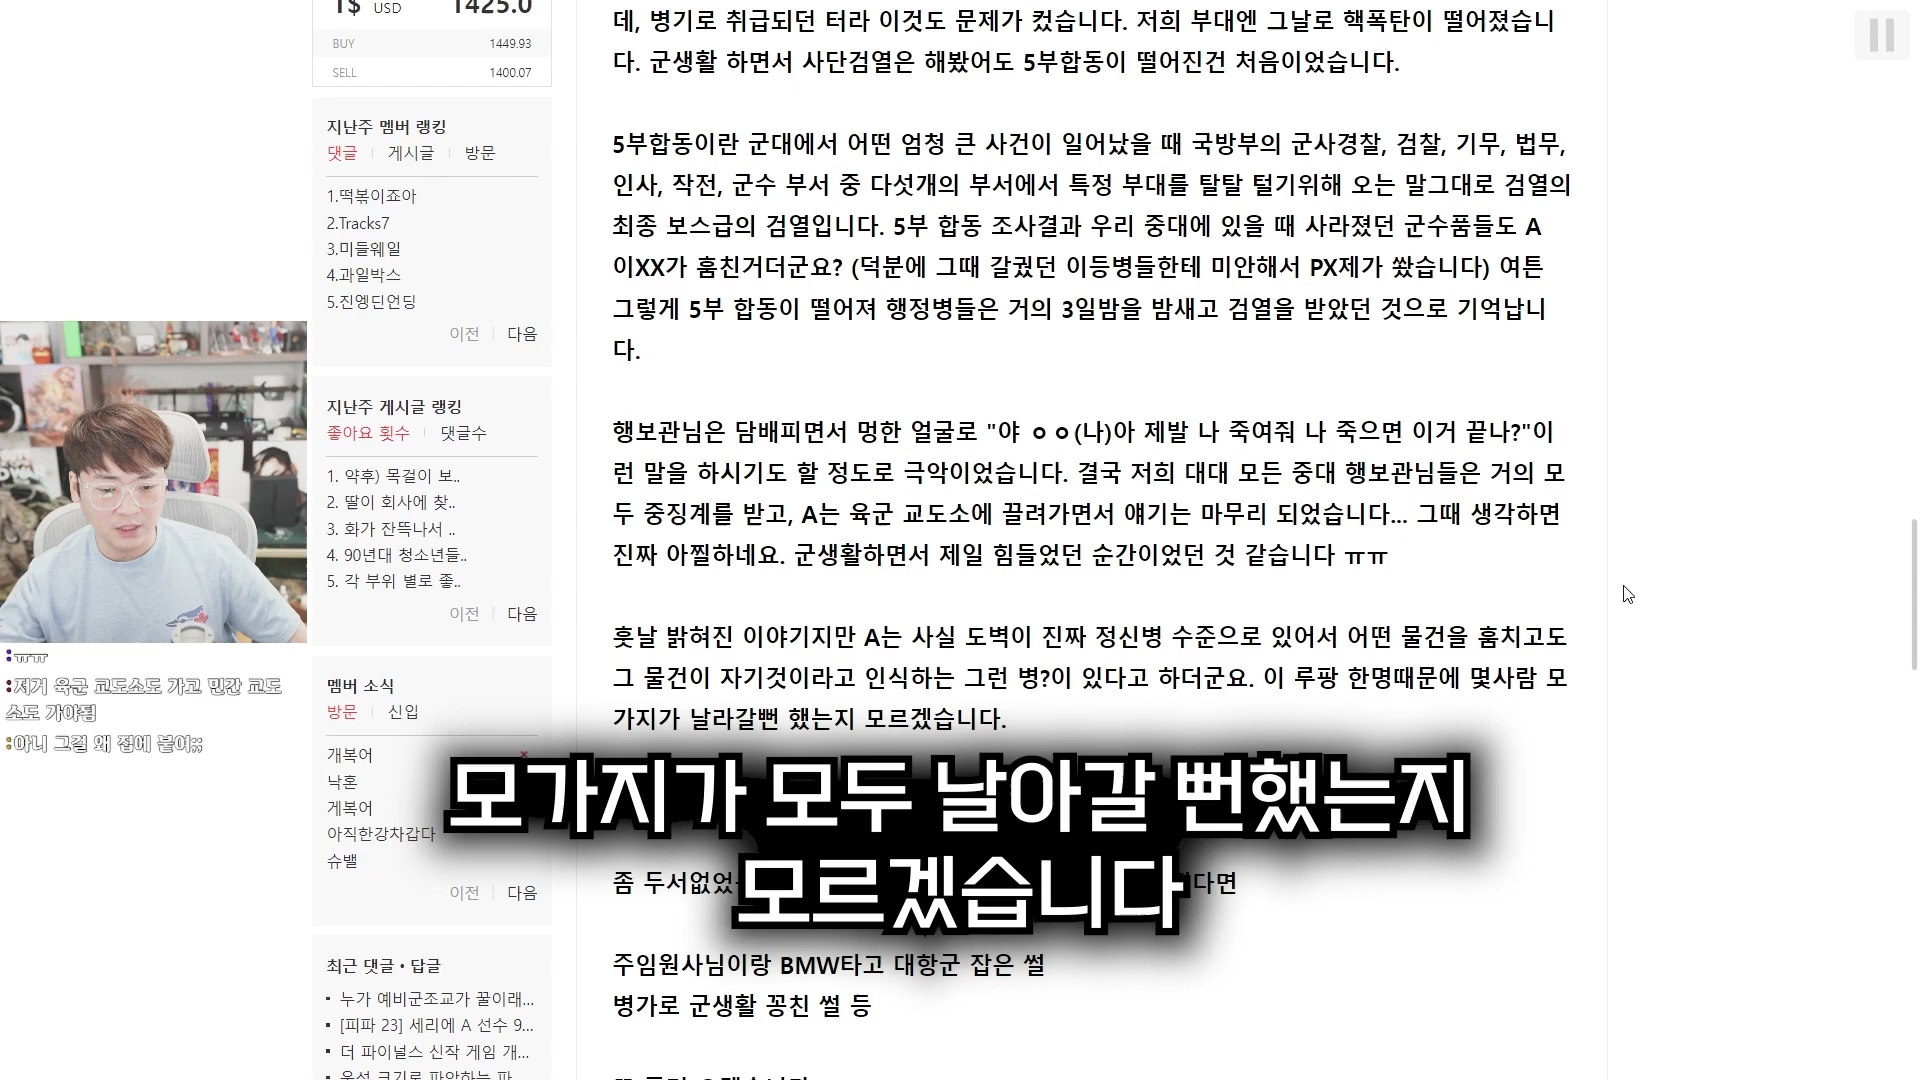 1$ USD 1425.0
BUY 1449.93
SELL 1400.07
지난주 멤버 랭킹
댓글 게시글 방문
1.떡볶이죠아
2.Tracks7
3.미들웨일
4.과일박스
5.진엥딘언딩
이전 다음
지난주 게시글 랭킹
좋아요 횟수 댓글수
1. 약후) 목걸이 보..
2. 딸이 회사에 찾..
3. 화가 잔뜩나서 ..
4. 90년대 청소년들..
5. 각 부위 별로 좋..
이전 다음
멤버 소식
방문 신입
개복어
낙혼
게복어
아직한강차갑다
슈밸
이전 다음
최근 댓글 • 답글
▪ 누가 예비군조교가 꿀이래...
▪ [피파 23] 세리에 A 선수 9...
▪ 더 파이널스 신작 게임 개...
:ㅠㅠ
:저거 육군 교도소도 가고 민간 교도
소도 가야됨
:아니 그걸 왜 집에 붙여;;
데, 병기로 취급되던 터라 이것도 문제가 컸습니다. 저희 부대엔 그날로 핵폭탄이 떨어졌습니
다. 군생활 하면서 사단검열은 해봤어도 5부합동이 떨어진건 처음이었습니다.
5부합동이란 군대에서 어떤 엄청 큰 사건이 일어났을 때 국방부의 군사경찰, 검찰, 기무, 법무,
인사, 작전, 군수 부서 중 다섯개의 부서에서 특정 부대를 탈탈 털기위해 오는 말그대로 검열의
최종 보스급의 검열입니다. 5부 합동 조사결과 우리 중대에 있을 때 사라졌던 군수품들도 A
이XX가 훔친거더군요? (덕분에 그때 갈궜던 이등병들한테 미안해서 PX제가 쐈습니다) 여튼
그렇게 5부 합동이 떨어져 행정병들은 거의 3일밤을 밤새고 검열을 받았던 것으로 기억납니
다.
행보관님은 담배피면서 멍한 얼굴로 "야 ㅇㅇ(나)아 제발 나 죽여줘 나 죽으면 이거 끝나?"이
런 말을 하시기도 할 정도로 극악이었습니다. 결국 저희 대대 모든 중대 행보관님들은 거의 모
두 중징계를 받고, A는 육군 교도소에 끌려가면서 얘기는 마무리 되었습니다... 그때 생각하면
진짜 아찔하네요. 군생활하면서 제일 힘들었던 순간이었던 것 같습니다 ㅠㅠ
훗날 밝혀진 이야기지만 A는 사실 도벽이 진짜 정신병 수준으로 있어서 어떤 물건을 훔치고도
그 물건이 자기것이라고 인식하는 그런 병?이 있다고 하더군요. 이 루팡 한명때문에 몇사람 모
가지가 날라갈뻔 했는지 모르겠습니다.
모가지가 모두 날아갈 뻔했는지
모르겠습니다
좀 두서없었 다면
주임원사님이랑 BMW타고 대항군 잡은 썰
병가로 군생활 꽁친 썰 등